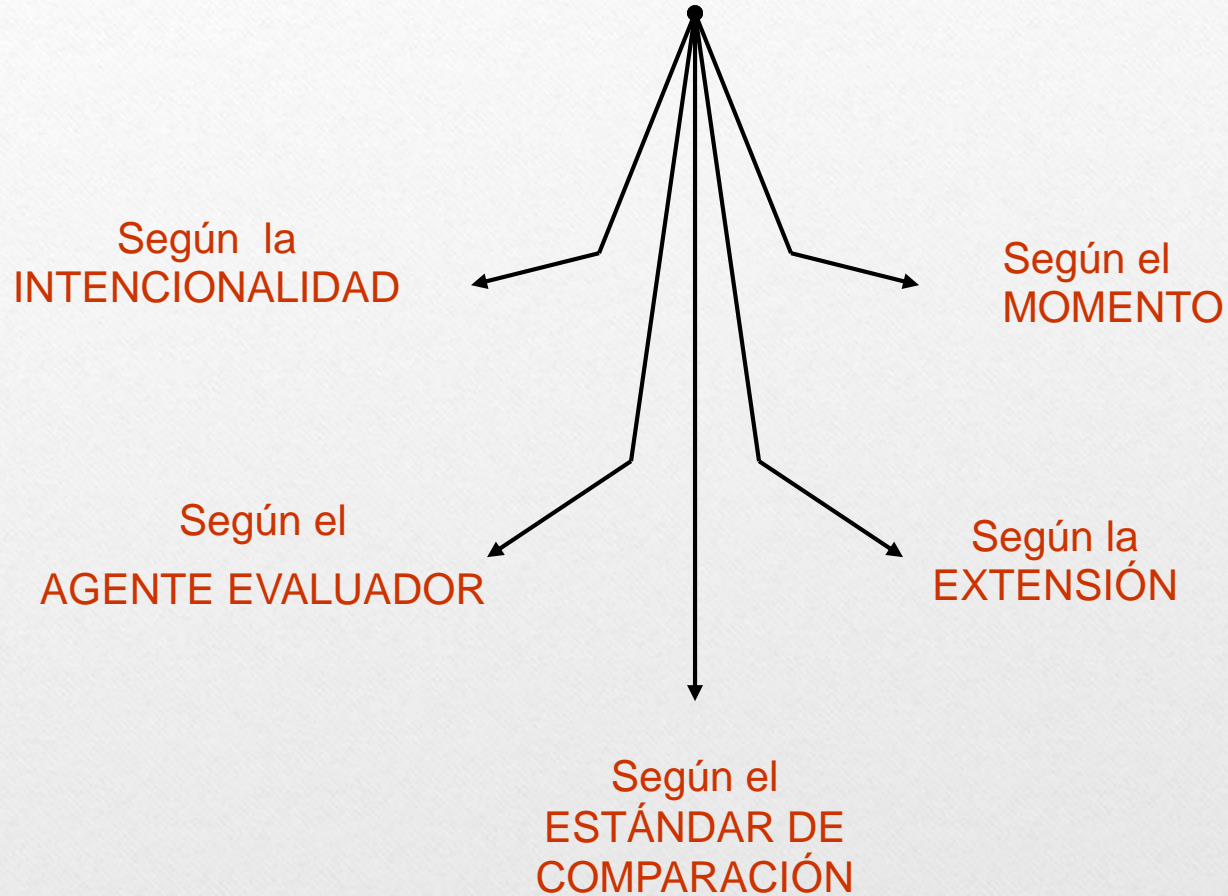 Según la
INTENCIONALIDAD
Según el
MOMENTO
Según el
AGENTE EVALUADOR
Según la
EXTENSIÓN
Según el
ESTÁNDAR DE
COMPARACIÓN